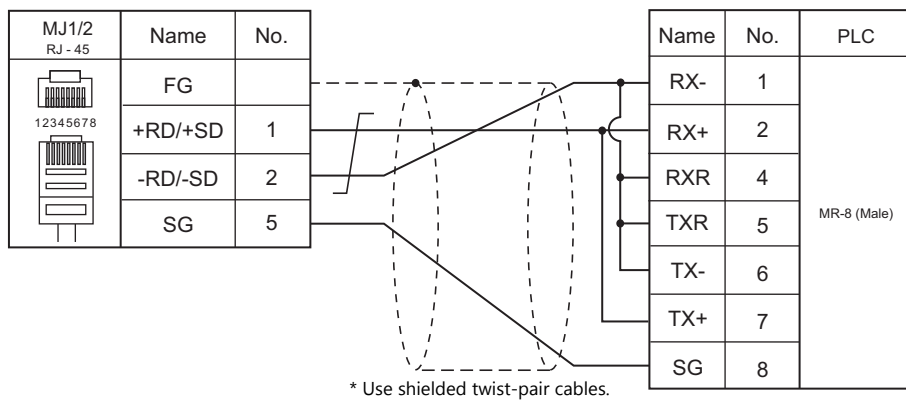 MJ1/2 Name No.
RJ - 45
FG
12345678
+RD/+SD 1
-RD/-SD 2
SG 5
Name No. PLC
RX- 1
RX+ 2
RXR 4
TXR 5
MR-8 (Male)
TX- 6
TX+ 7
SG 8
* Use shielded twist-pair cables.